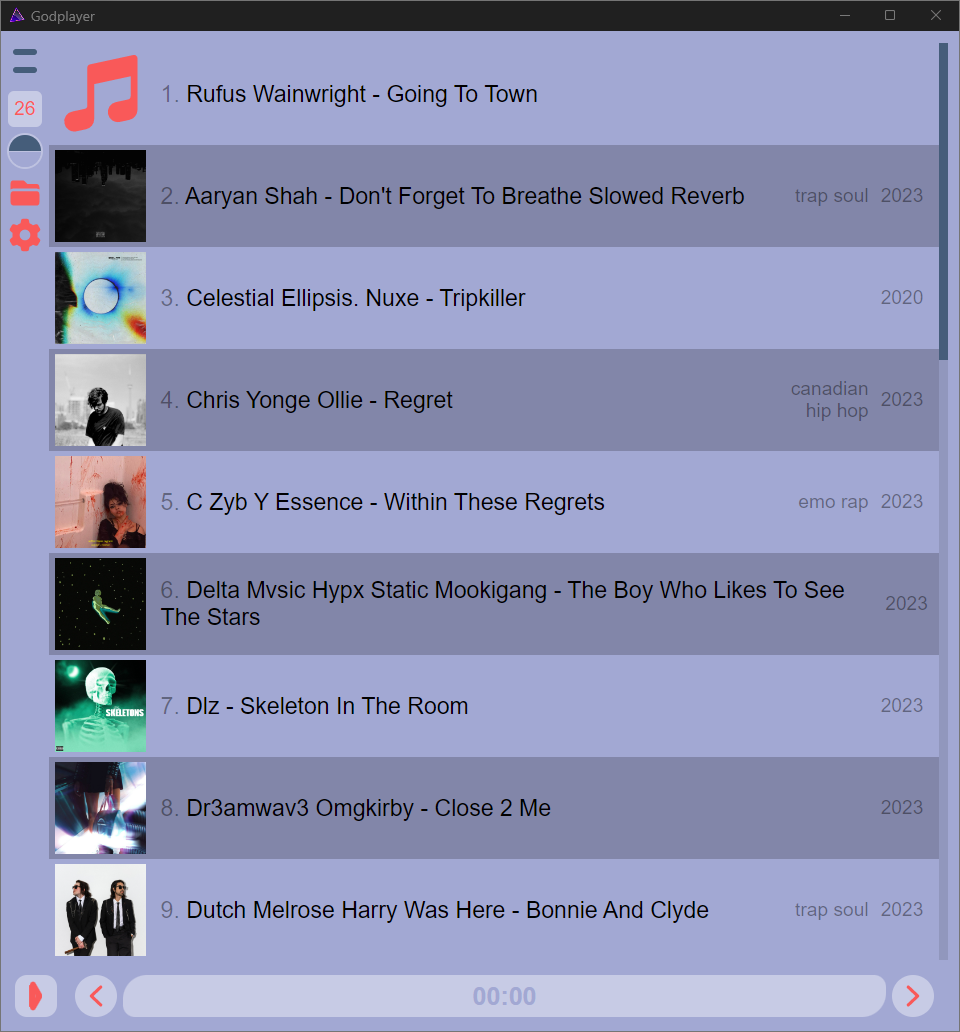 Godplayer
26
1. Rufus Wainwright - Going To Town
2. Aaryan Shah - Don't Forget To Breathe Slowed Reverb trap soul 2023
3. Celestial Ellipsis. Nuxe - Tripkiller 2020
4. Chris Yonge Ollie - Regret canadian
hip hop 2023
5. C Zyb Y Essence - Within These Regrets emo rap 2023
6. Delta Mvsic Hypx Static Mookigang - The Boy Who Likes To See
The Stars 2023
SKELETONS
7. Dlz - Skeleton In The Room 2023
8. Dr3amwav3 Omgkirby - Close 2 Me 2023
9. Dutch Melrose Harry Was Here - Bonnie And Clyde trap soul 2023
00:00